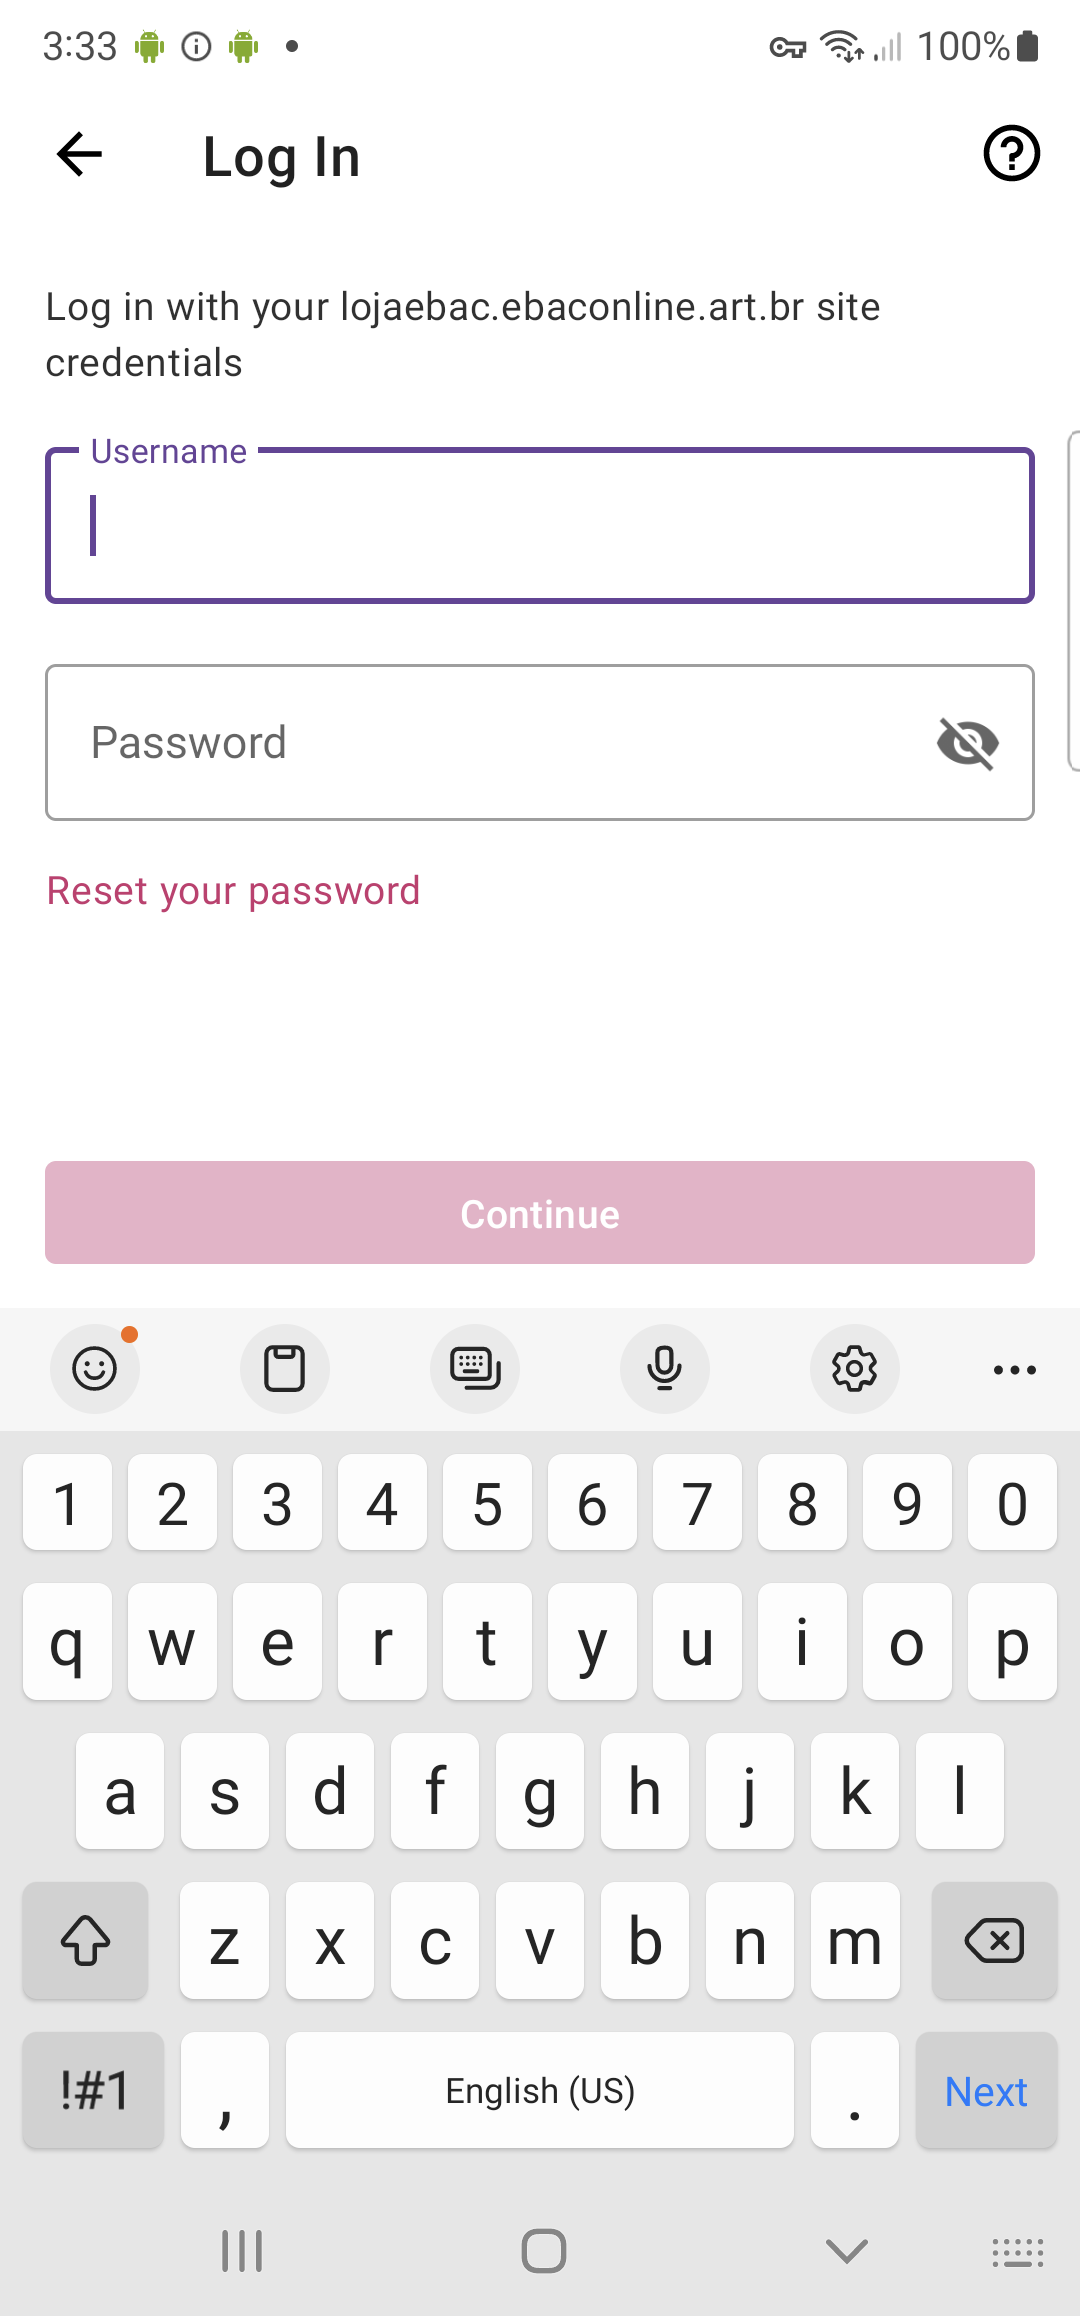 3:33 100%
Log In
Log in with your lojaebac.ebaconline.art.br site
credentials
Username
Password
Reset your password
Continue
1 2 3 4 5 6 7 8 9 0
q w e r t y u i o p
a s d f g h j k l
z x c v b n m
!#1 , English (US) . Next